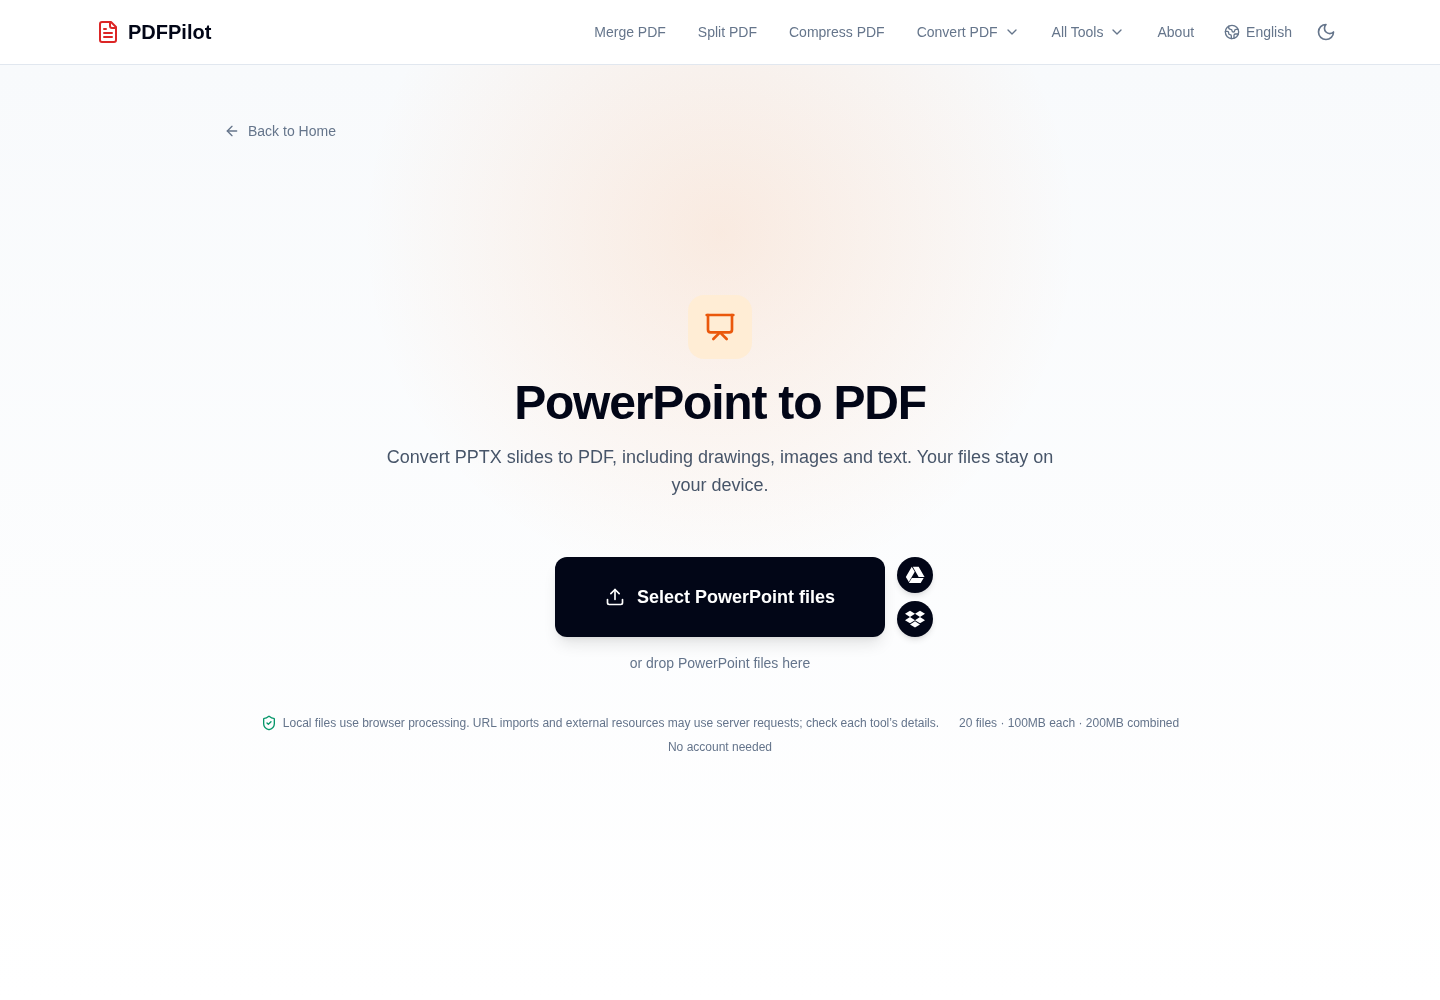 PDFPilot
Merge PDF
Split PDF
Compress PDF
Convert PDF
All Tools
About
English
Back to Home
PowerPoint to PDF
Convert PPTX slides to PDF, including drawings, images and text. Your files stay on
your device.
Select PowerPoint files
or drop PowerPoint files here
Local files use browser processing. URL imports and external resources may use server requests; check each tool's details.
20 files · 100MB each · 200MB combined
No account needed